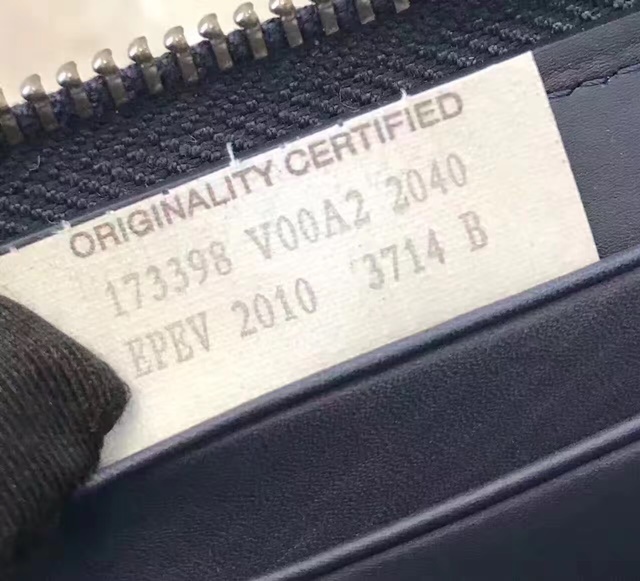 ORIGINALITY CERTIFIED
173398 V00A2 2040
EPEV 2010 3714 B